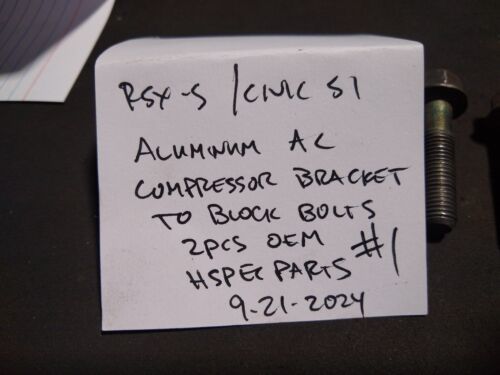 RSX-S / CIVIC SI
ALUMINUM AC
COMPRESSOR BRACKET
TO BLOCK BOLTS
2PCS OEM #1
HSPEC PARTS
9-21-2024